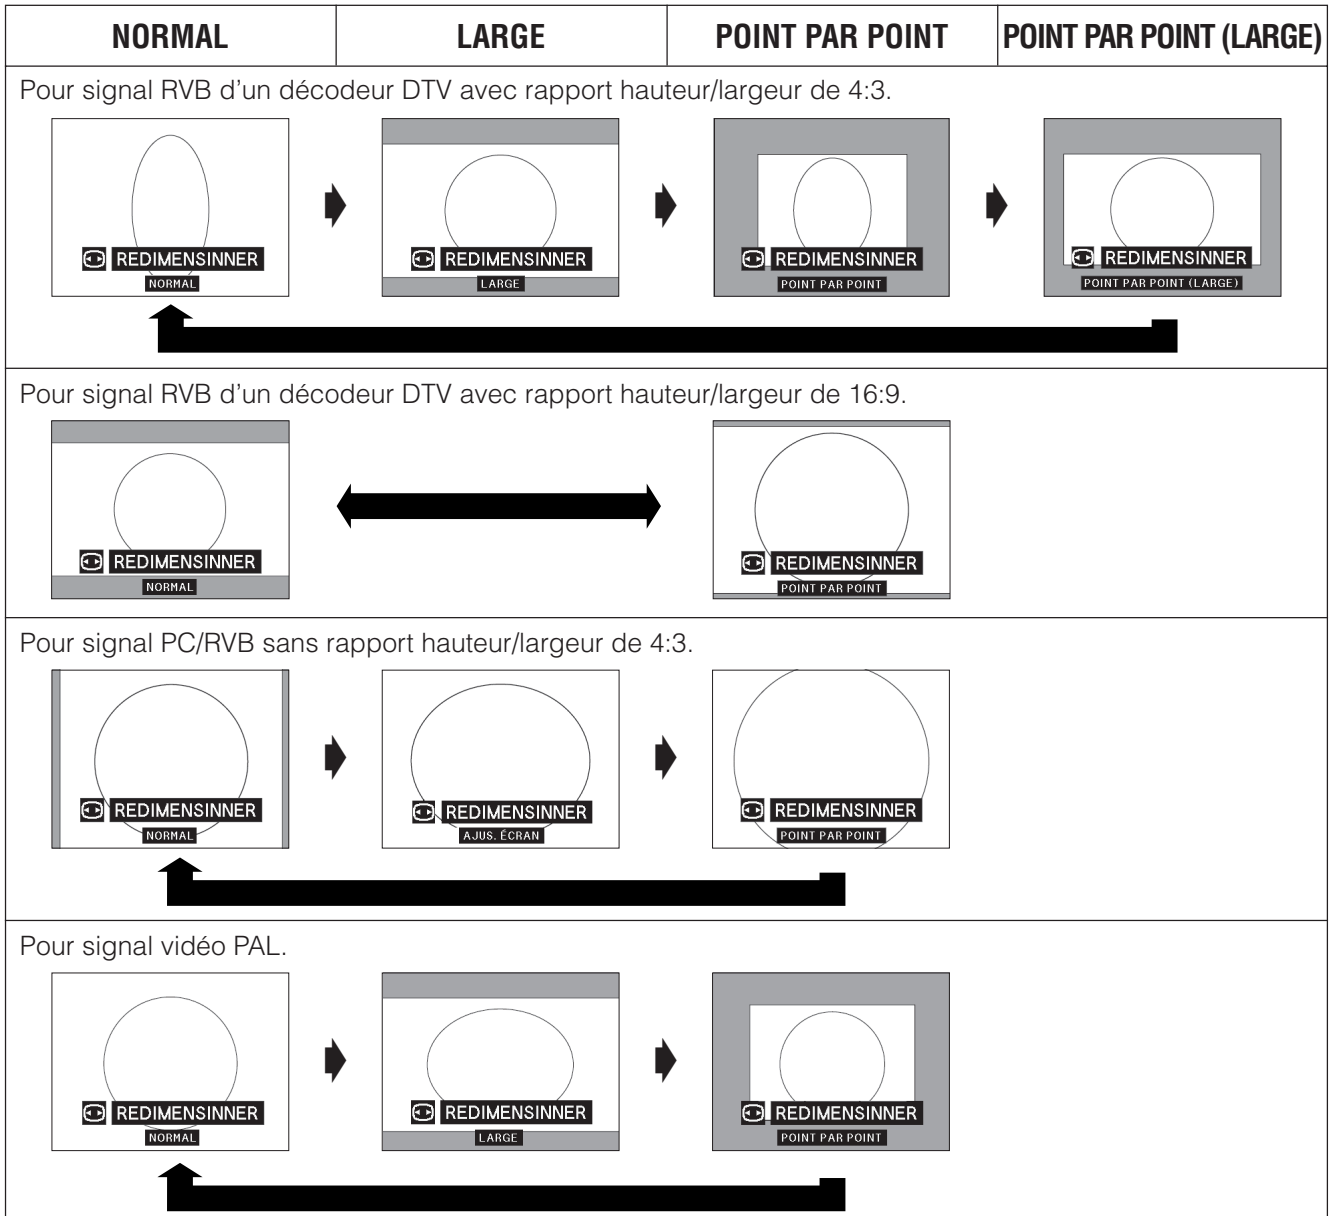 NORMAL LARGE POINT PAR POINT POINT PAR POINT (LARGE)
Pour signal RVB d’un décodeur DTV avec rapport hauteur/largeur de 4:3.
REDIMENSINNER REDIMENSINNER REDIMENSINNER REDIMENSINNER
NORMAL LARGE POINT PAR POINT POINT PAR POINT (LARGE)
Pour signal RVB d’un décodeur DTV avec rapport hauteur/largeur de 16:9.
REDIMENSINNER REDIMENSINNER
NORMAL POINT PAR POINT
Pour signal PC/RVB sans rapport hauteur/largeur de 4:3.
REDIMENSINNER REDIMENSINNER REDIMENSINNER
NORMAL AJUS. ÉCRAN POINT PAR POINT
Pour signal vidéo PAL.
REDIMENSINNER REDIMENSINNER REDIMENSINNER
NORMAL LARGE POINT PAR POINT